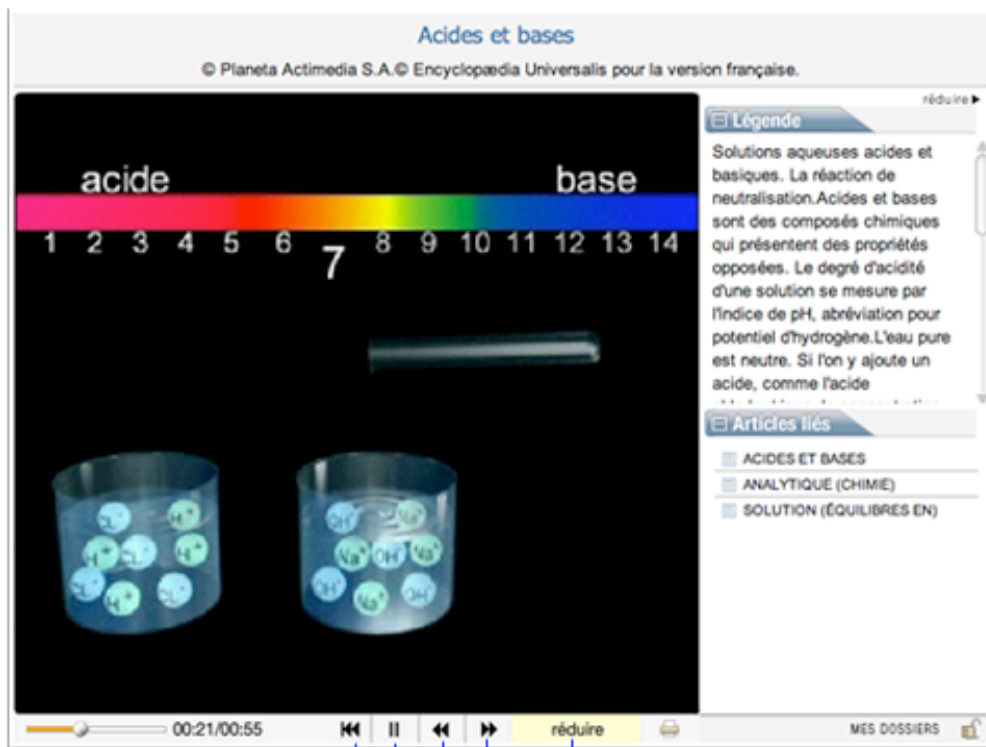 Acides et bases
© Planeta Actimedia S.A.© Encyclopædia Universalis pour la version française.
réduire
acide base
1 2 3 4 5 6 7 8 9 10 11 12 13 14
CL⁻ H⁺
H⁺ CL⁻ H⁺
CL⁻ H⁺ CL⁻
OH⁻ Na⁺
Na⁺ OH⁻ Na⁺
OH⁻ Na⁺ OH⁻
00:21/00:55
réduire
Légende
Solutions aqueuses acides et
basiques. La réaction de
neutralisation.Acides et bases
sont des composés chimiques
qui présentent des propriétés
opposées. Le degré d'acidité
d'une solution se mesure par
l'indice de pH, abréviation pour
potentiel d'hydrogène.L'eau pure
est neutre. Si l'on y ajoute un
acide, comme l'acide
Articles liés
ACIDES ET BASES
ANALYTIQUE (CHIMIE)
SOLUTION (ÉQUILIBRES EN)
MES DOSSIERS